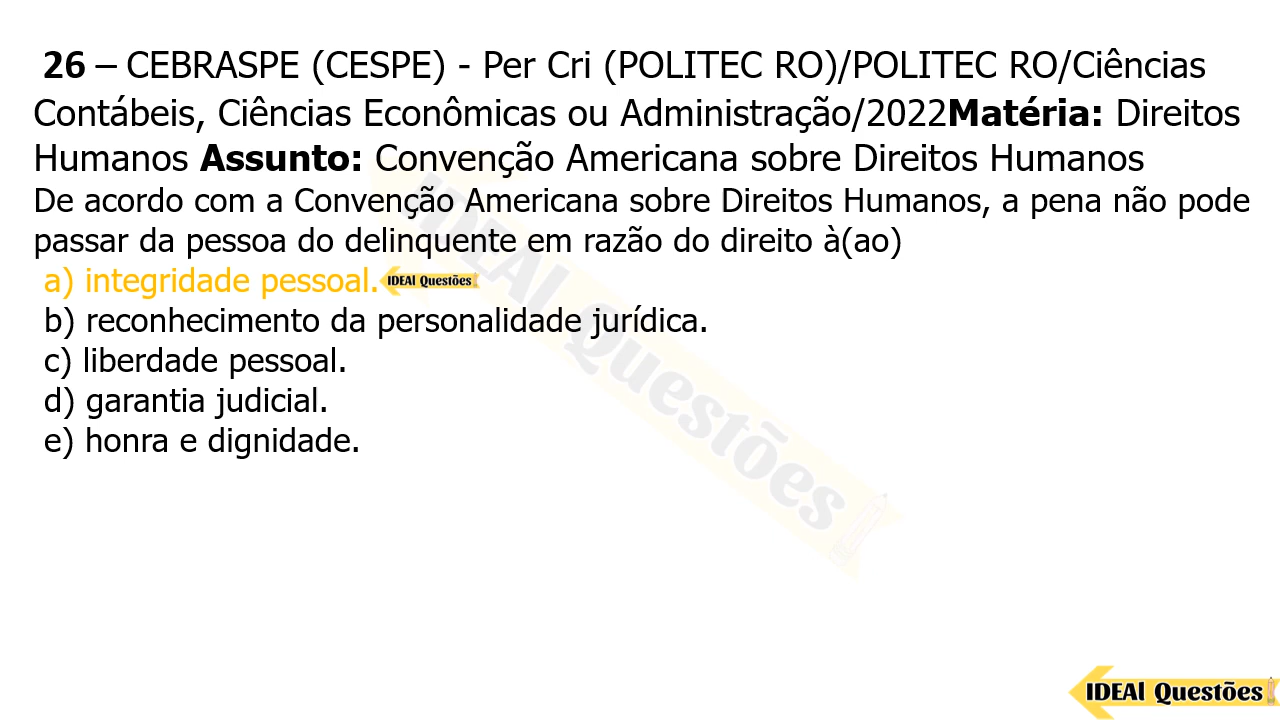 26 – CEBRASPE (CESPE) - Per Cri (POLITEC RO)/POLITEC RO/Ciências
Contábeis, Ciências Econômicas ou Administração/2022Matéria: Direitos
Humanos Assunto: Convenção Americana sobre Direitos Humanos
De acordo com a Convenção Americana sobre Direitos Humanos, a pena não pode
passar da pessoa do delinquente em razão do direito à(ao)
a) integridade pessoal. IDEAl Questões
b) reconhecimento da personalidade jurídica.
c) liberdade pessoal.
d) garantia judicial.
e) honra e dignidade.
IDEAl Questões
IDEAl Questões